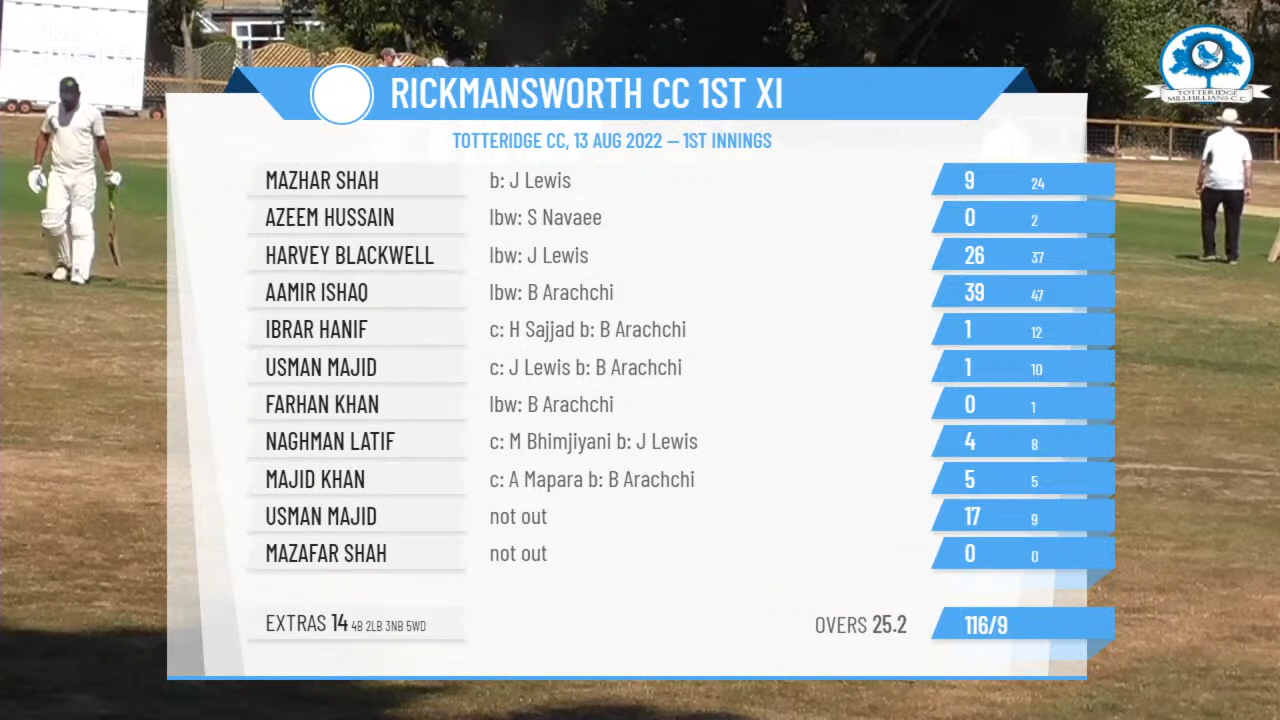 RICKMANSWORTH CC 1ST XI
TOTTERIDGE CC, 13 AUG 2022 – 1ST INNINGS
MAZHAR SHAH b: J Lewis 9 24
AZEEM HUSSAIN lbw: S Navaee 0 2
HARVEY BLACKWELL lbw: J Lewis 26 37
AAMIR ISHAQ lbw: B Arachchi 39 47
IBRAR HANIF c: H Sajjad b: B Arachchi 1 12
USMAN MAJID c: J Lewis b: B Arachchi 1 10
FARHAN KHAN lbw: B Arachchi 0 1
NAGHMAN LATIF c: M Bhimjiyani b: J Lewis 4 8
MAJID KHAN c: A Mapara b: B Arachchi 5 5
USMAN MAJID not out 17 9
MAZAFAR SHAH not out 0 0
EXTRAS 14 4B 2LB 3NB 5WD OVERS 25.2 116/9
TOTTERIDGE
MILLHILLIANS C.C.